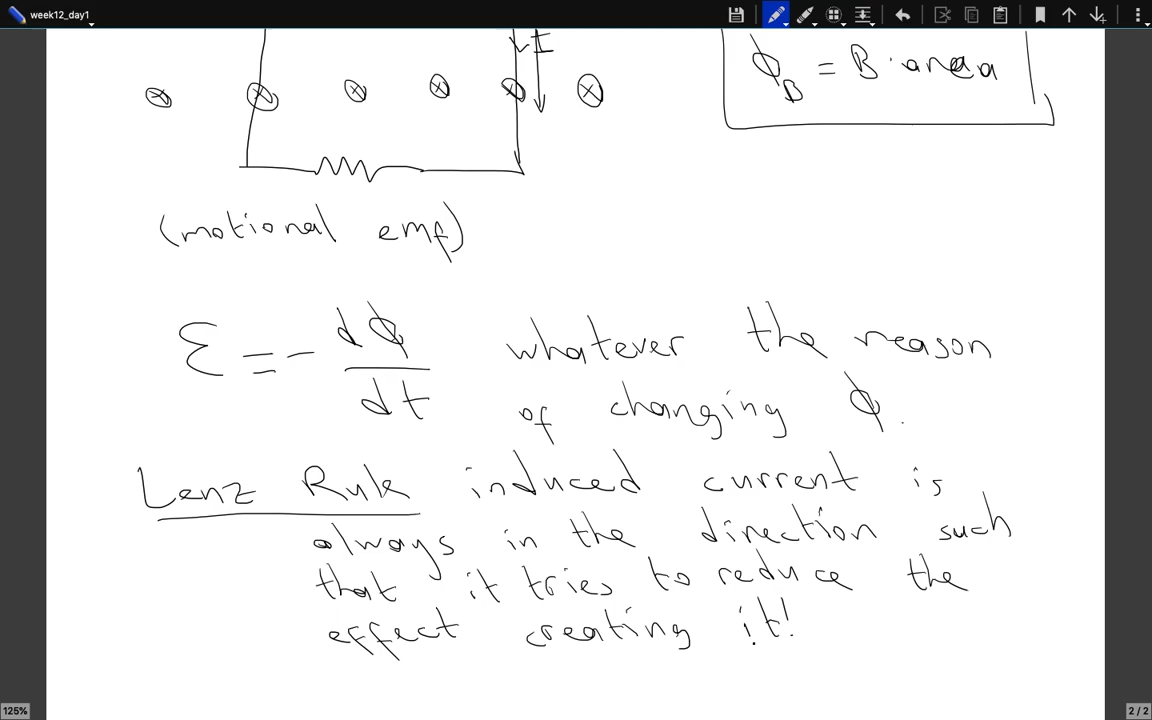 week12_day1
I
ϕ_B = B · area
(motional emf)
ℰ = - dϕ/dt whatever the reason
of changing ϕ.
Lenz Rule induced current is
always in the direction such
that it tries to reduce the
effect creating it!
125%
2 / 2